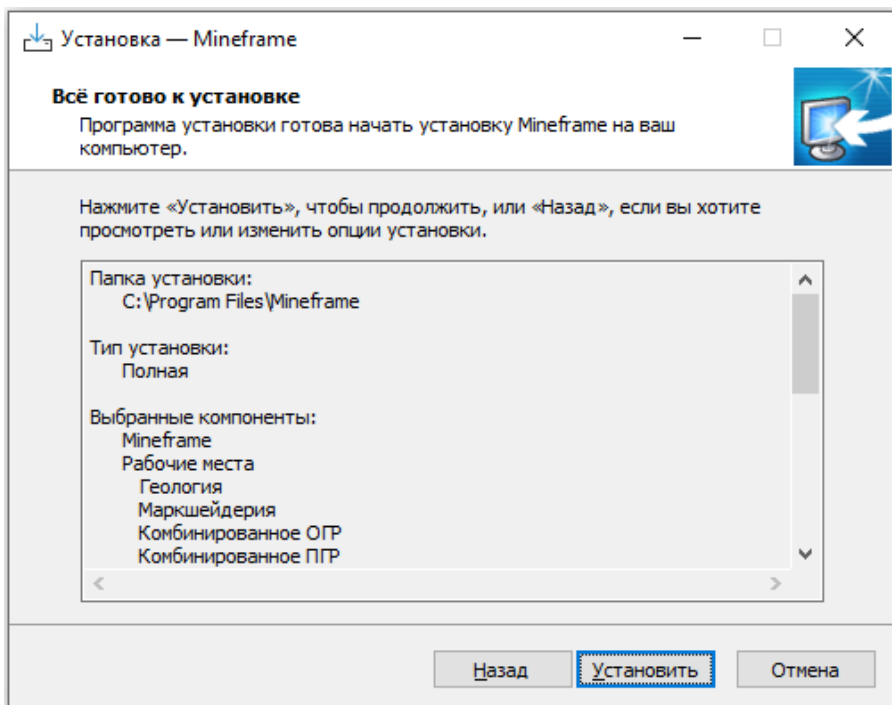 Установка — Mineframe
Всё готово к установке
Программа установки готова начать установку Mineframe на ваш
компьютер.
Нажмите «Установить», чтобы продолжить, или «Назад», если вы хотите
просмотреть или изменить опции установки.
Папка установки:
C:\Program Files\Mineframe
Тип установки:
Полная
Выбранные компоненты:
Mineframe
Рабочие места
Геология
Маркшейдерия
Комбинированное ОГР
Комбинированное ПГР
Назад
Установить
Отмена